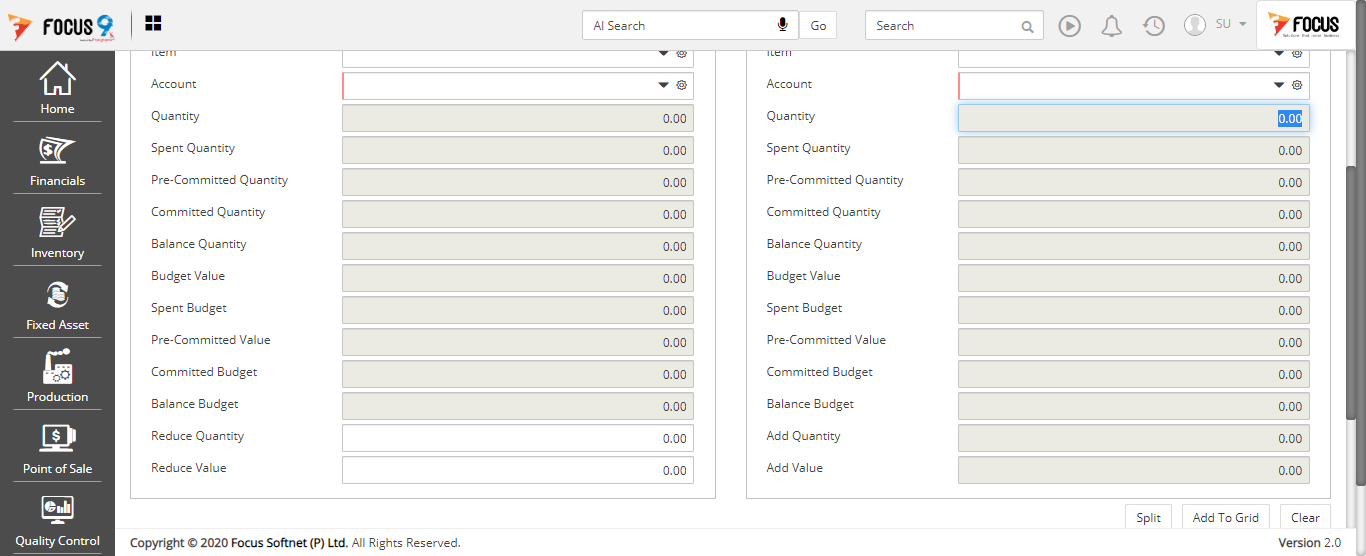 FOCUS 9
AI Search
Go
Search
SU
FOCUS
Home
Financials
Inventory
Fixed Asset
Production
Point of Sale
Quality Control
Item
Account
Quantity 0.00
Spent Quantity 0.00
Pre-Committed Quantity 0.00
Committed Quantity 0.00
Balance Quantity 0.00
Budget Value 0.00
Spent Budget 0.00
Pre-Committed Value 0.00
Committed Budget 0.00
Balance Budget 0.00
Reduce Quantity 0.00
Reduce Value 0.00
Item
Account
Quantity 0.00
Spent Quantity 0.00
Pre-Committed Quantity 0.00
Committed Quantity 0.00
Balance Quantity 0.00
Budget Value 0.00
Spent Budget 0.00
Pre-Committed Value 0.00
Committed Budget 0.00
Balance Budget 0.00
Add Quantity 0.00
Add Value 0.00
Split
Add To Grid
Clear
Copyright © 2020 Focus Softnet (P) Ltd. All Rights Reserved.
Version 2.0